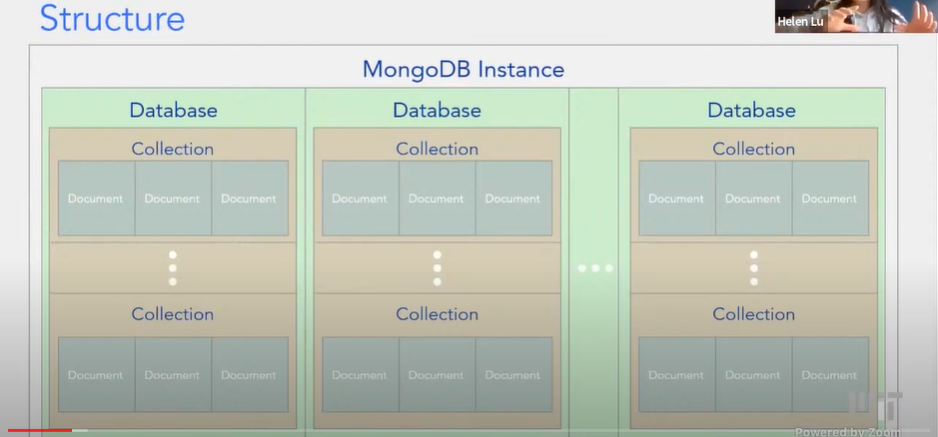 Structure
Helen Lu
MongoDB Instance
Database Database Database
Collection Collection Collection
Document Document Document Document Document Document Document Document Document
Collection Collection Collection
Document Document Document Document Document Document Document Document Document
Powered by Zoom